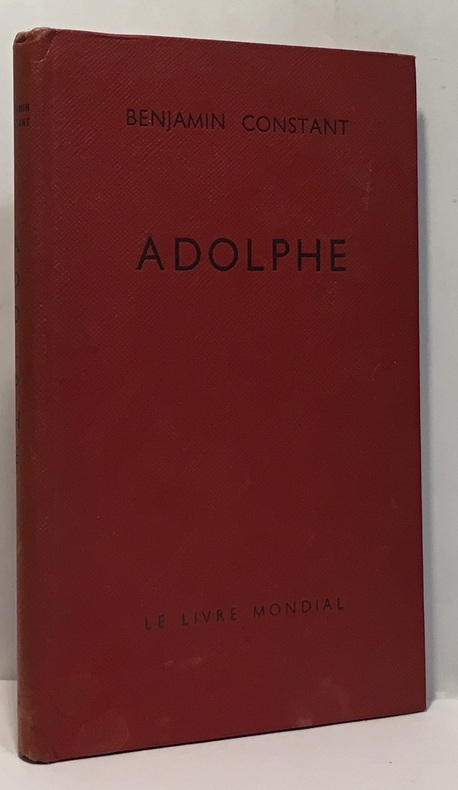 BENJAMIN CONSTANT
ADOLPHE
LE LIVRE MONDIAL